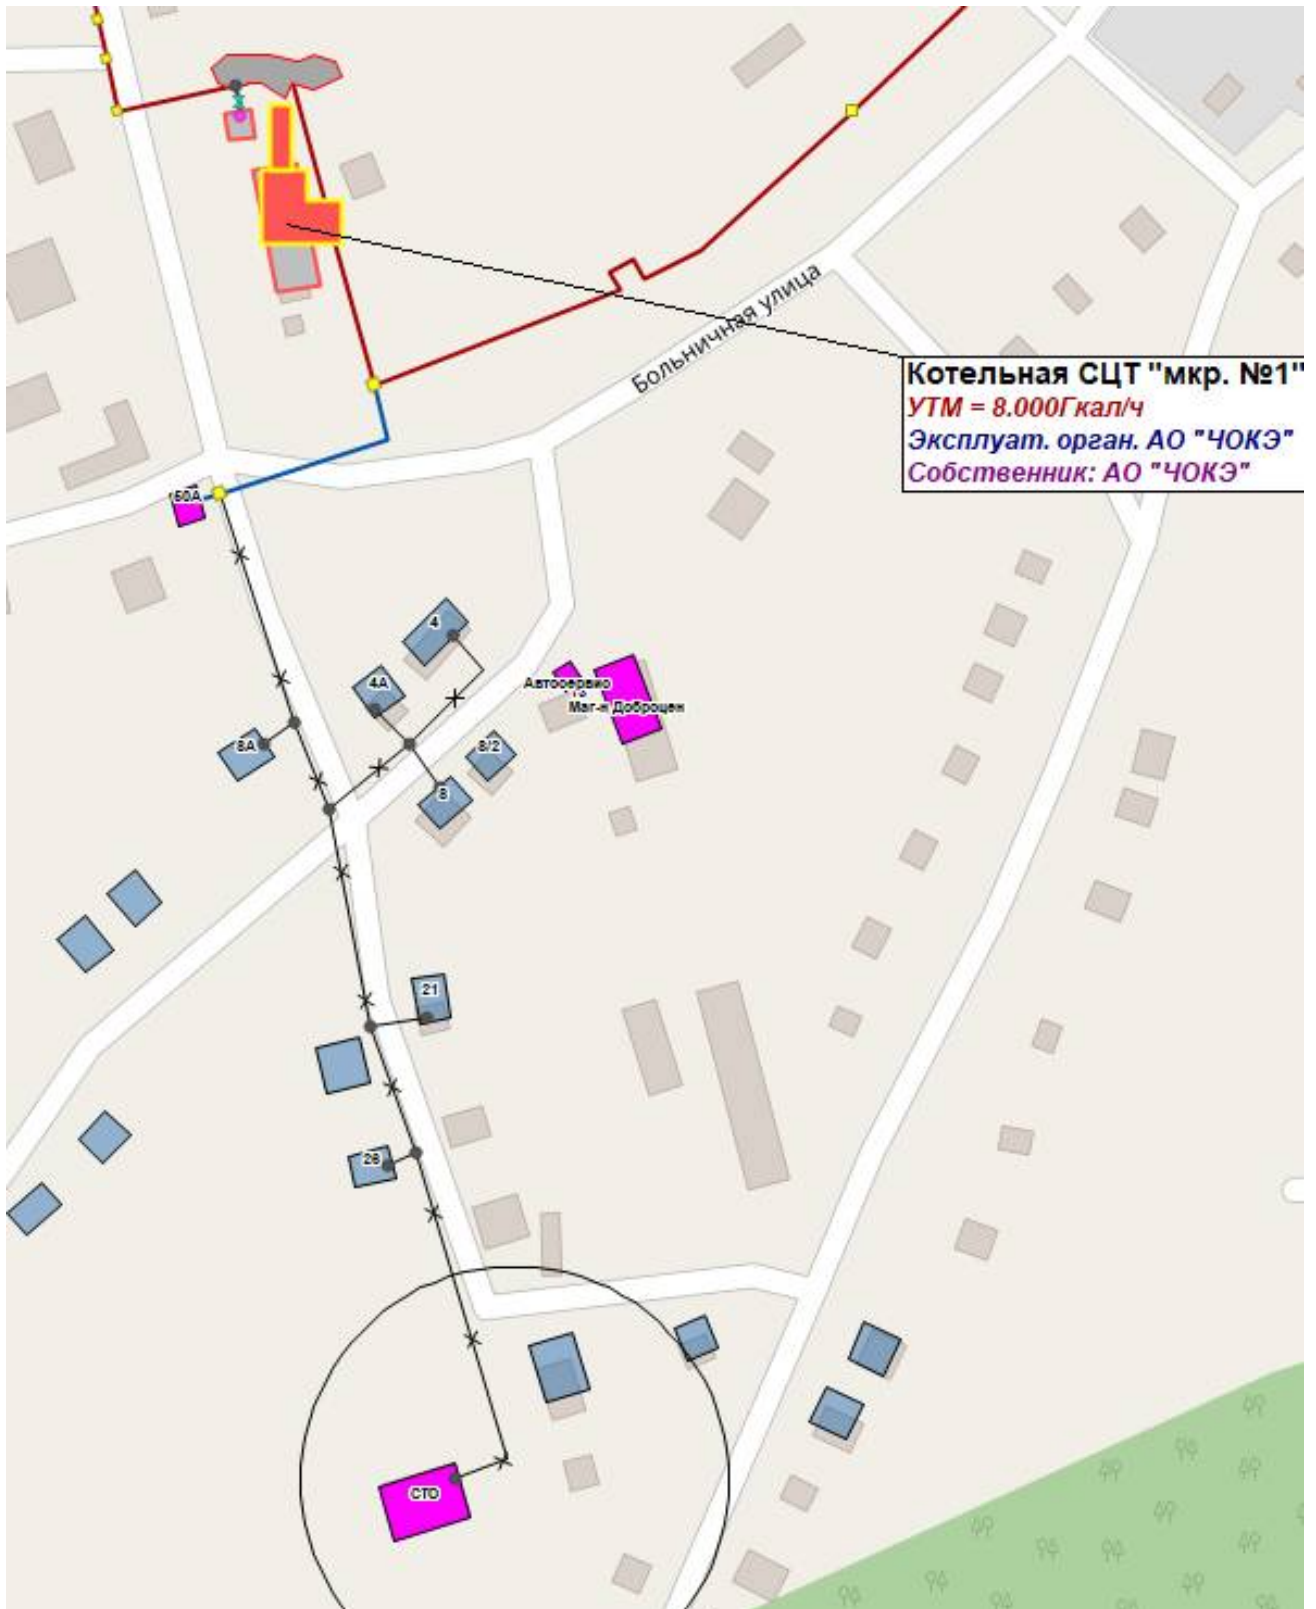 Больничная улица
Котельная СЦТ "мкр. №1"
УТМ = 8.000Гкал/ч
Эксплуат. орган. АО "ЧОКЭ"
Собственник: АО "ЧОКЭ"
60А
4
4А
Автосервис
Маг-н Доброцен
8А
8/2
8
21
28
СТО